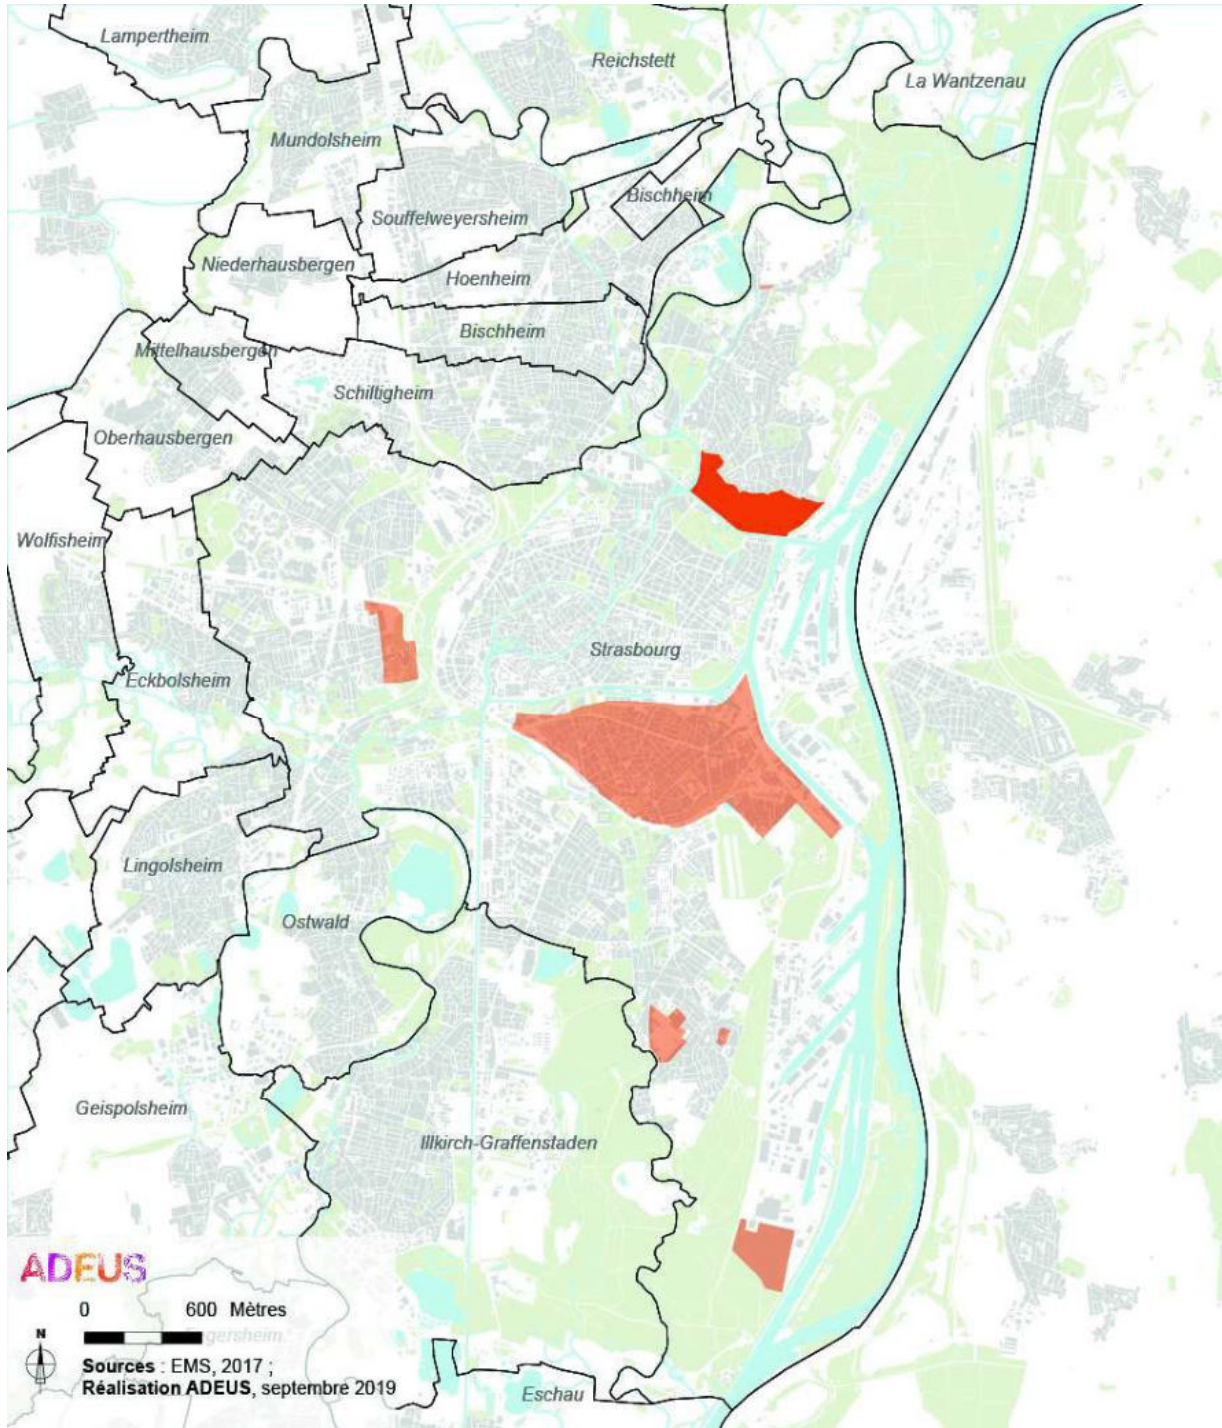 Lampertheim
Reichstett
La Wantzenau
Mundolsheim
Bischheim
Souffelweyersheim
Niederhausbergen
Hoenheim
Bischheim
Mittelhausbergen
Schiltigheim
Oberhausbergen
Wolfisheim
Strasbourg
Eckbolsheim
Lingolsheim
Ostwald
Geispolsheim
Illkirch-Graffenstaden
ADEUS
0 600 Mètres
N
Sources : EMS, 2017 ;
Réalisation ADEUS, septembre 2019
Eschau